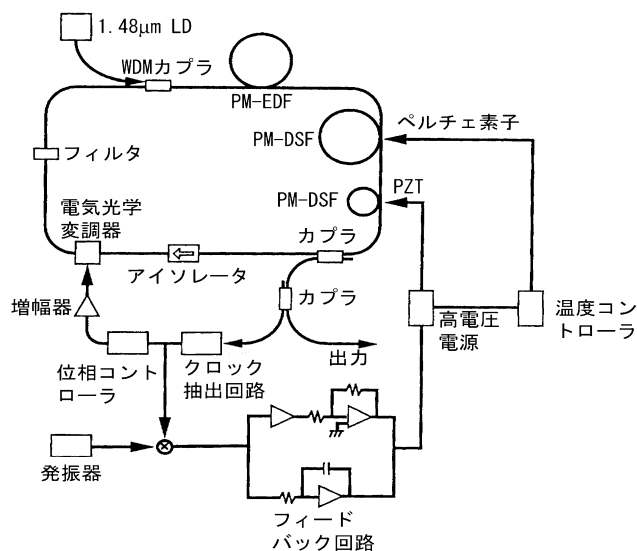 1.48μm LD
WDMカプラ
PM-EDF
PM-DSF
ペルチェ素子
フィルタ
PM-DSF
PZT
電気光学
変調器
カプラ
アイソレータ
カプラ
増幅器
高電圧
電源
温度コン
トローラ
出力
位相コント
ローラ
クロック
抽出回路
発振器
フィード
バック回路